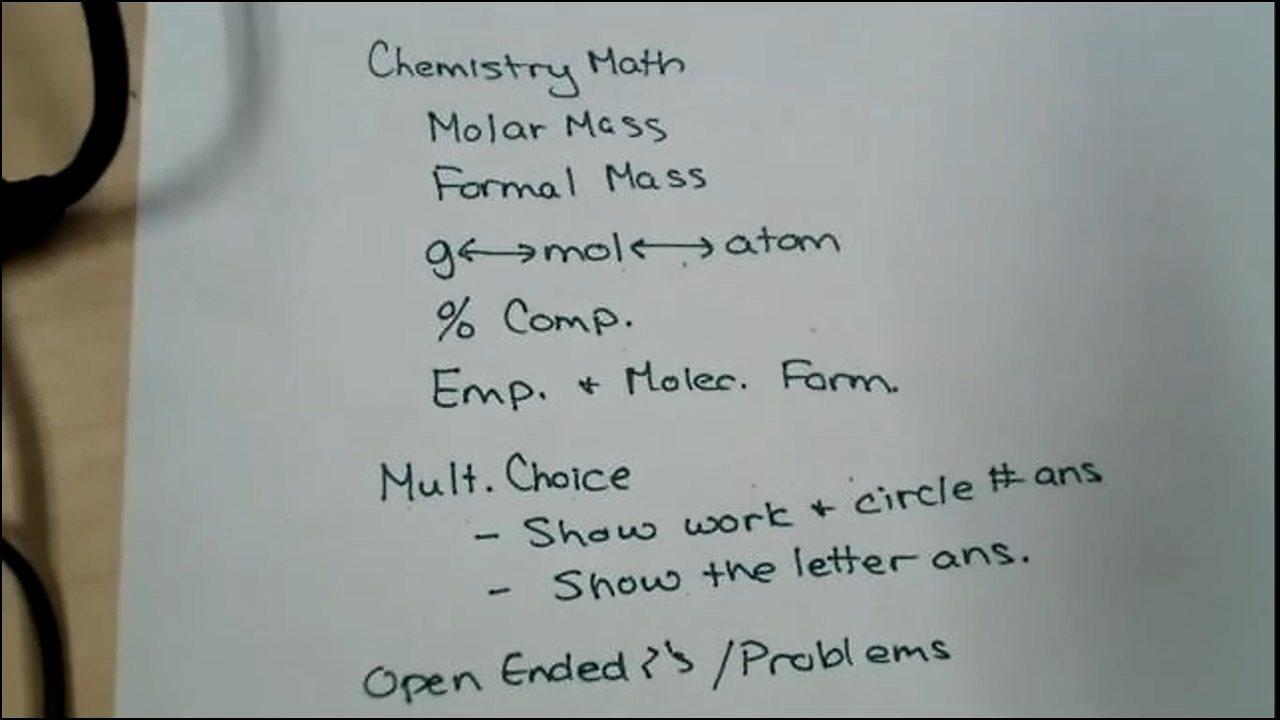 Chemistry Math
Molar Mass
Formal Mass
g↔mol↔atom
% Comp.
Emp. + Molec. Form.
Mult. Choice
- Show work + circle # ans
- Show the letter ans.
Open Ended ?'s /Problems